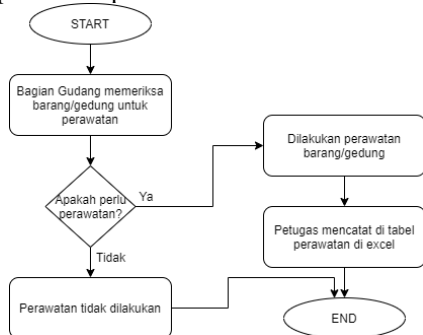 START
Bagian Gudang memeriksa
barang/gedung untuk
perawatan
Apakah perlu
perawatan?
Ya
Tidak
Dilakukan perawatan
barang/gedung
Petugas mencatat di tabel
perawatan di excel
Perawatan tidak dilakukan
END